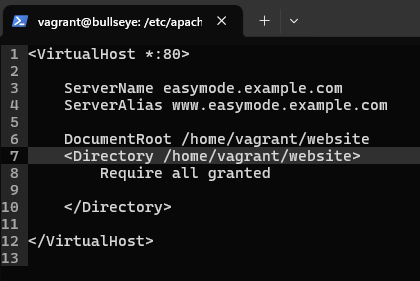 vagrant@bullseye: /etc/apach
1 <VirtualHost *:80>
2
3     ServerName easymode.example.com
4     ServerAlias www.easymode.example.com
5
6     DocumentRoot /home/vagrant/website
7     <Directory /home/vagrant/website>
8         Require all granted
9
10     </Directory>
11
12 </VirtualHost>
13